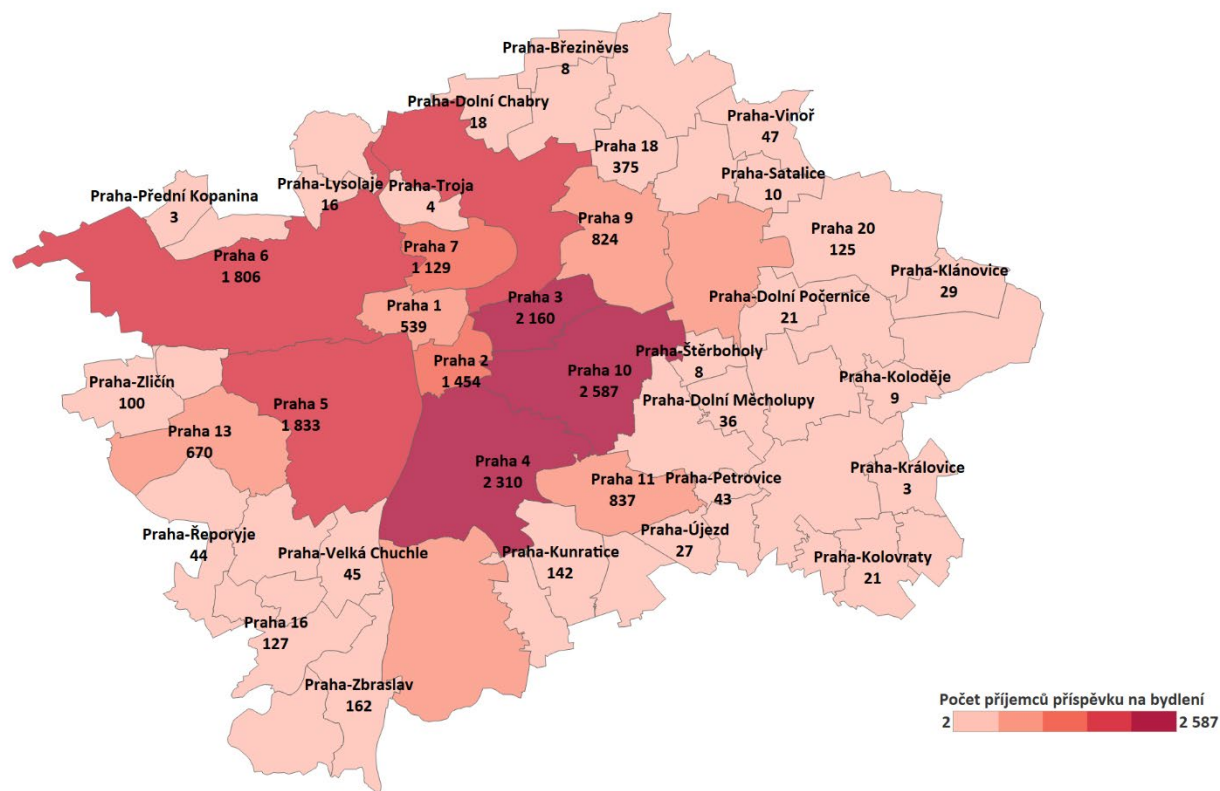 Praha-Březiněves
8
Praha-Dolní Chabry
18
Praha-Vinoř
47
Praha 18
375
Praha-Satalice
10
Praha-Lysolaje
16
Praha-Troja
4
Praha-Přední Kopanina
3
Praha 9
824
Praha 20
125
Praha 7
1 129
Praha 6
1 806
Praha-Klánovice
29
Praha 3
2 160
Praha 1
539
Praha-Dolní Počernice
21
Praha-Štěrboholy
8
Praha 2
1 454
Praha 10
2 587
Praha-Zličín
100
Praha-Koloděje
9
Praha 5
1 833
Praha-Dolní Měcholupy
36
Praha 13
670
Praha 4
2 310
Praha-Královice
3
Praha 11
837
Praha-Petrovice
43
Praha-Řeporyje
44
Praha-Újezd
27
Praha-Velká Chuchle
45
Praha-Kunratice
142
Praha-Kolovraty
21
Praha 16
127
Praha-Zbraslav
162
Počet příjemců příspěvku na bydlení
2 2 587